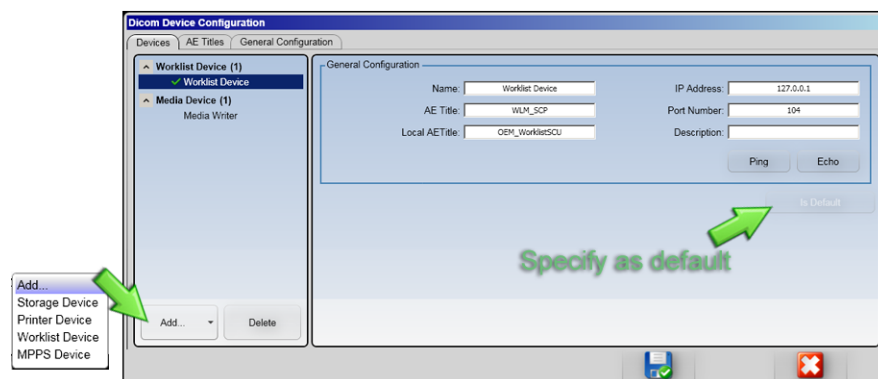 Dicom Device Configuration
Devices AE Titles General Configuration
Worklist Device (1)
Worklist Device
Media Device (1)
Media Writer
General Configuration
Name: Worklist Device IP Address: 127.0.0.1
AE Title: WLM_SCP Port Number: 104
Local AETitle: OEM_WorklistSCU Description:
Ping Echo
Is Default
Specify as default
Add...
Storage Device
Printer Device
Worklist Device
MPPS Device
Add... Delete